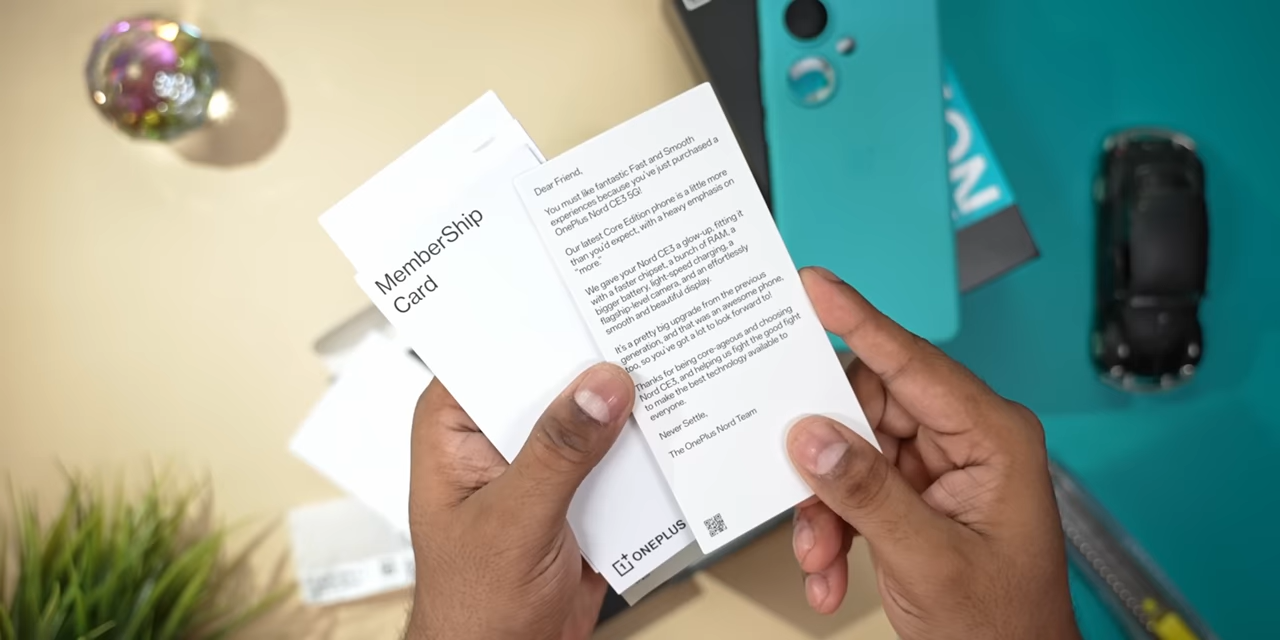 MemberShip
Card
ONEPLUS
Dear Friend,
You must like fantastic Fast and Smooth
experiences because you've just purchased a
OnePlus Nord CE3 5G!
Our latest Core Edition phone is a little more
than you'd expect, with a heavy emphasis on
"more."
We gave your Nord CE3 a glow-up, fitting it
with a faster chipset, a bunch of RAM, a
bigger battery, light-speed charging, a
flagship-level camera, and an effortlessly
smooth and beautiful display.
It's a pretty big upgrade from the previous
generation, and that was an awesome phone,
too, so you've got a lot to look forward to!
Thanks for being core-ageous and choosing
Nord CE3, and helping us fight the good fight
to make the best technology available to
everyone.
Never Settle,
The OnePlus Nord Team